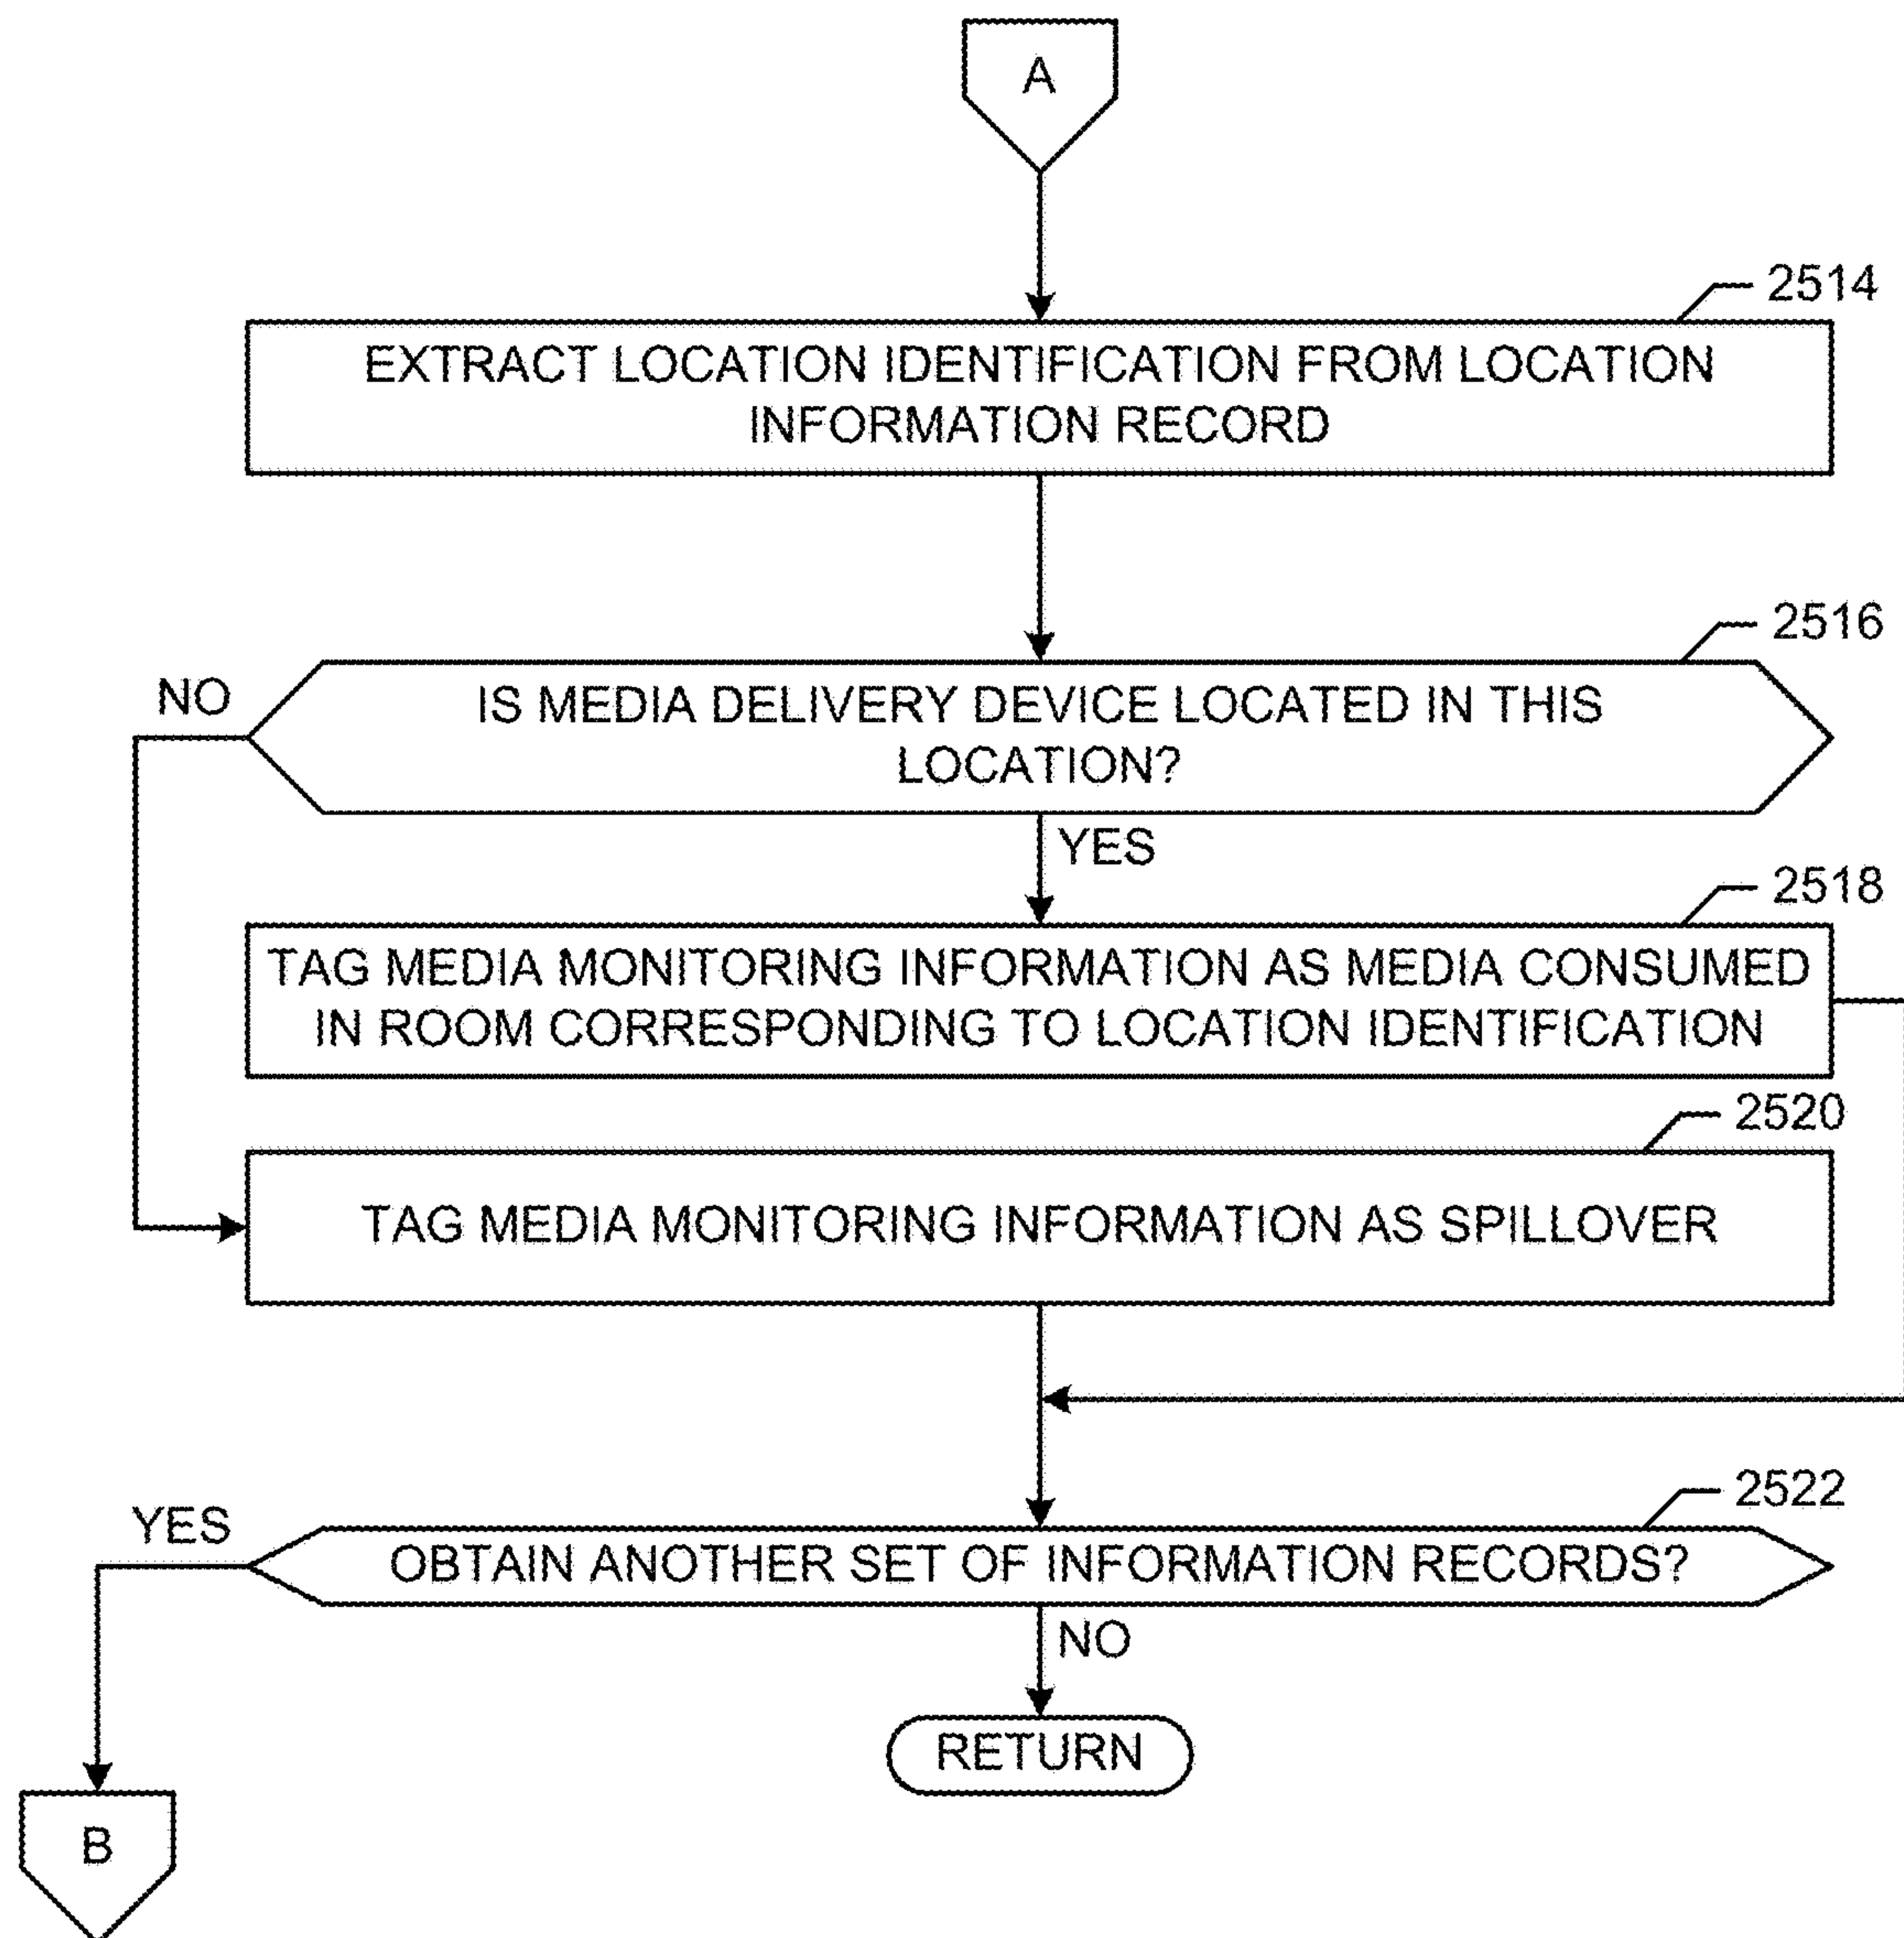 A
2514
EXTRACT LOCATION IDENTIFICATION FROM LOCATION
INFORMATION RECORD
2516
NO
IS MEDIA DELIVERY DEVICE LOCATED IN THIS
LOCATION?
YES
2518
TAG MEDIA MONITORING INFORMATION AS MEDIA CONSUMED
IN ROOM CORRESPONDING TO LOCATION IDENTIFICATION
2520
TAG MEDIA MONITORING INFORMATION AS SPILLOVER
2522
YES
OBTAIN ANOTHER SET OF INFORMATION RECORDS?
NO
RETURN
B